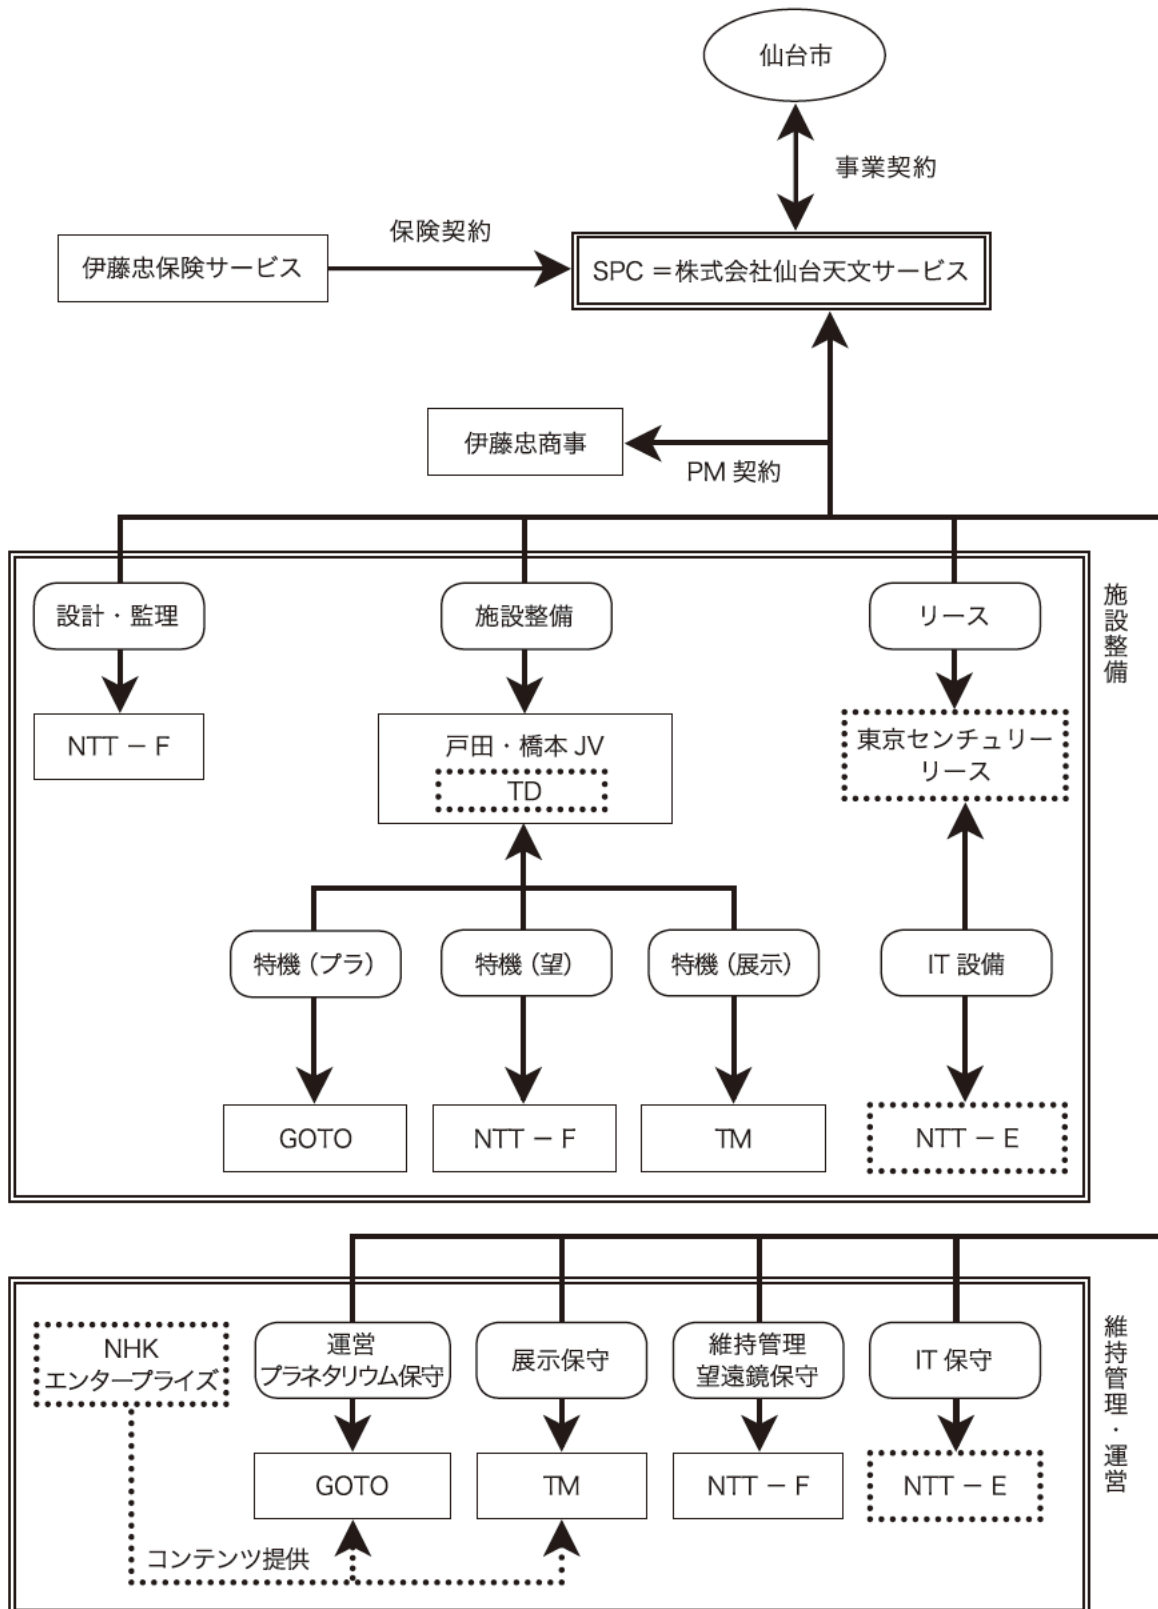 仙台市
事業契約
保険契約
伊藤忠保険サービス
SPC＝株式会社仙台天文サービス
伊藤忠商事
PM 契約
設計・監理
施設整備
リース
施設整備
NTT － F
戸田・橋本 JV
TD
東京センチュリー
リース
特機（プラ）
特機（望）
特機（展示）
IT 設備
GOTO
NTT － F
TM
NTT － E
NHK
エンタープライズ
運営
プラネタリウム保守
展示保守
維持管理
望遠鏡保守
IT 保守
維持管理・運営
GOTO
TM
NTT － F
NTT － E
コンテンツ提供